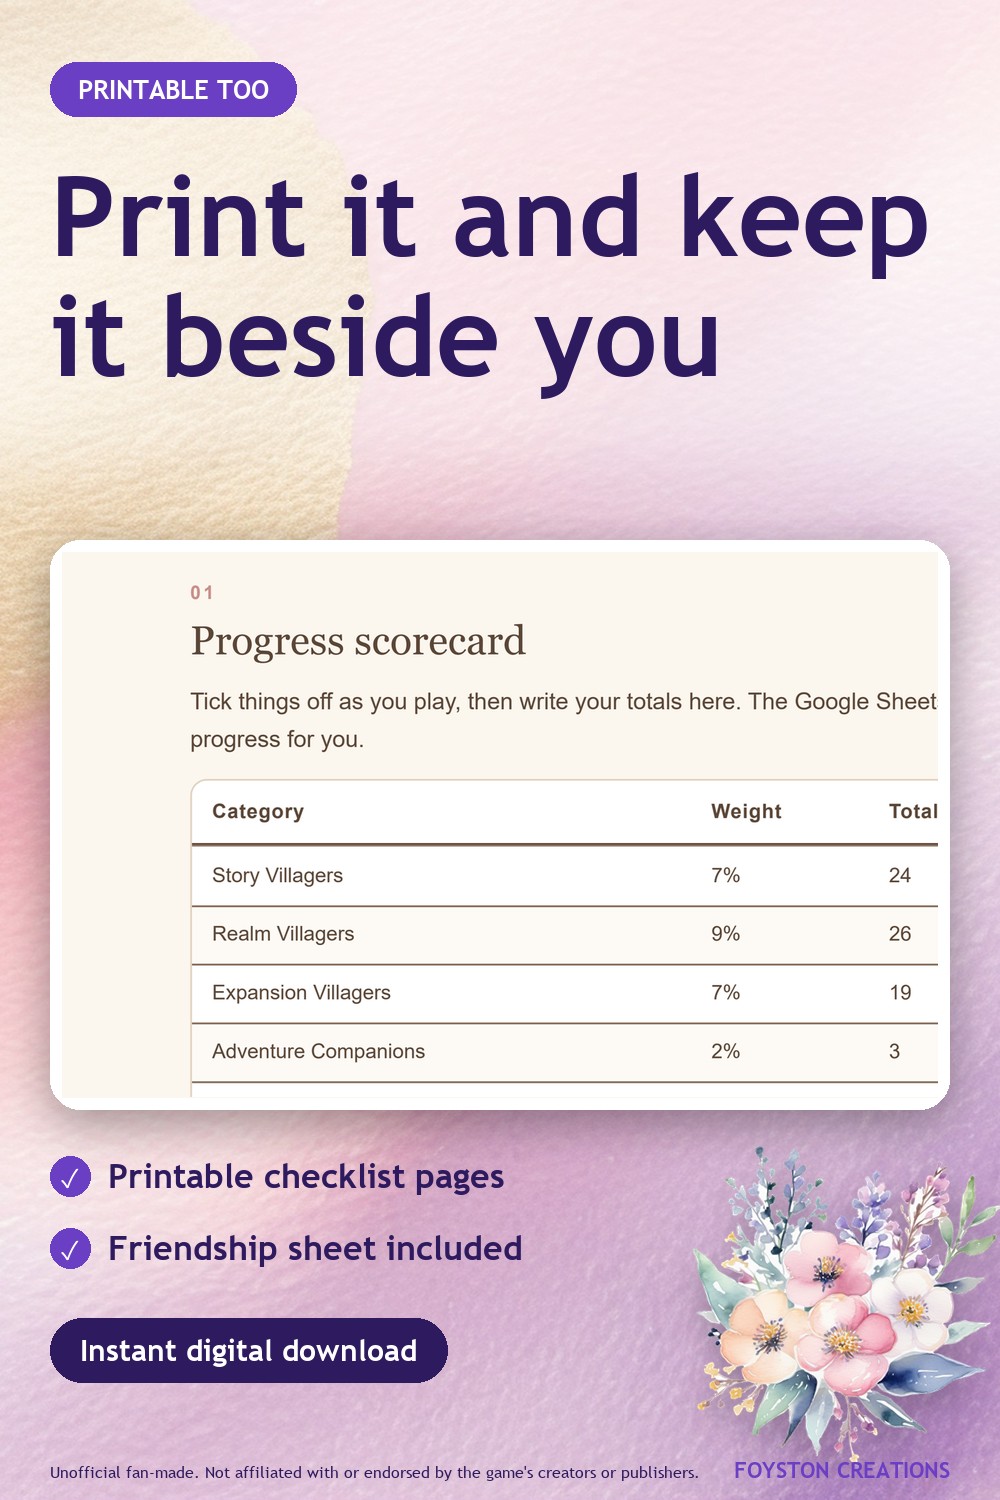 PRINTABLE TOO
Print it and keep
it beside you
01
Progress scorecard
Tick things off as you play, then write your totals here. The Google Sheet
progress for you.
Category Weight Total
Story Villagers 7% 24
Realm Villagers 9% 26
Expansion Villagers 7% 19
Adventure Companions 2% 3
✓ Printable checklist pages
✓ Friendship sheet included
Instant digital download
Unofficial fan-made. Not affiliated with or endorsed by the game's creators or publishers.
FOYSTON CREATIONS